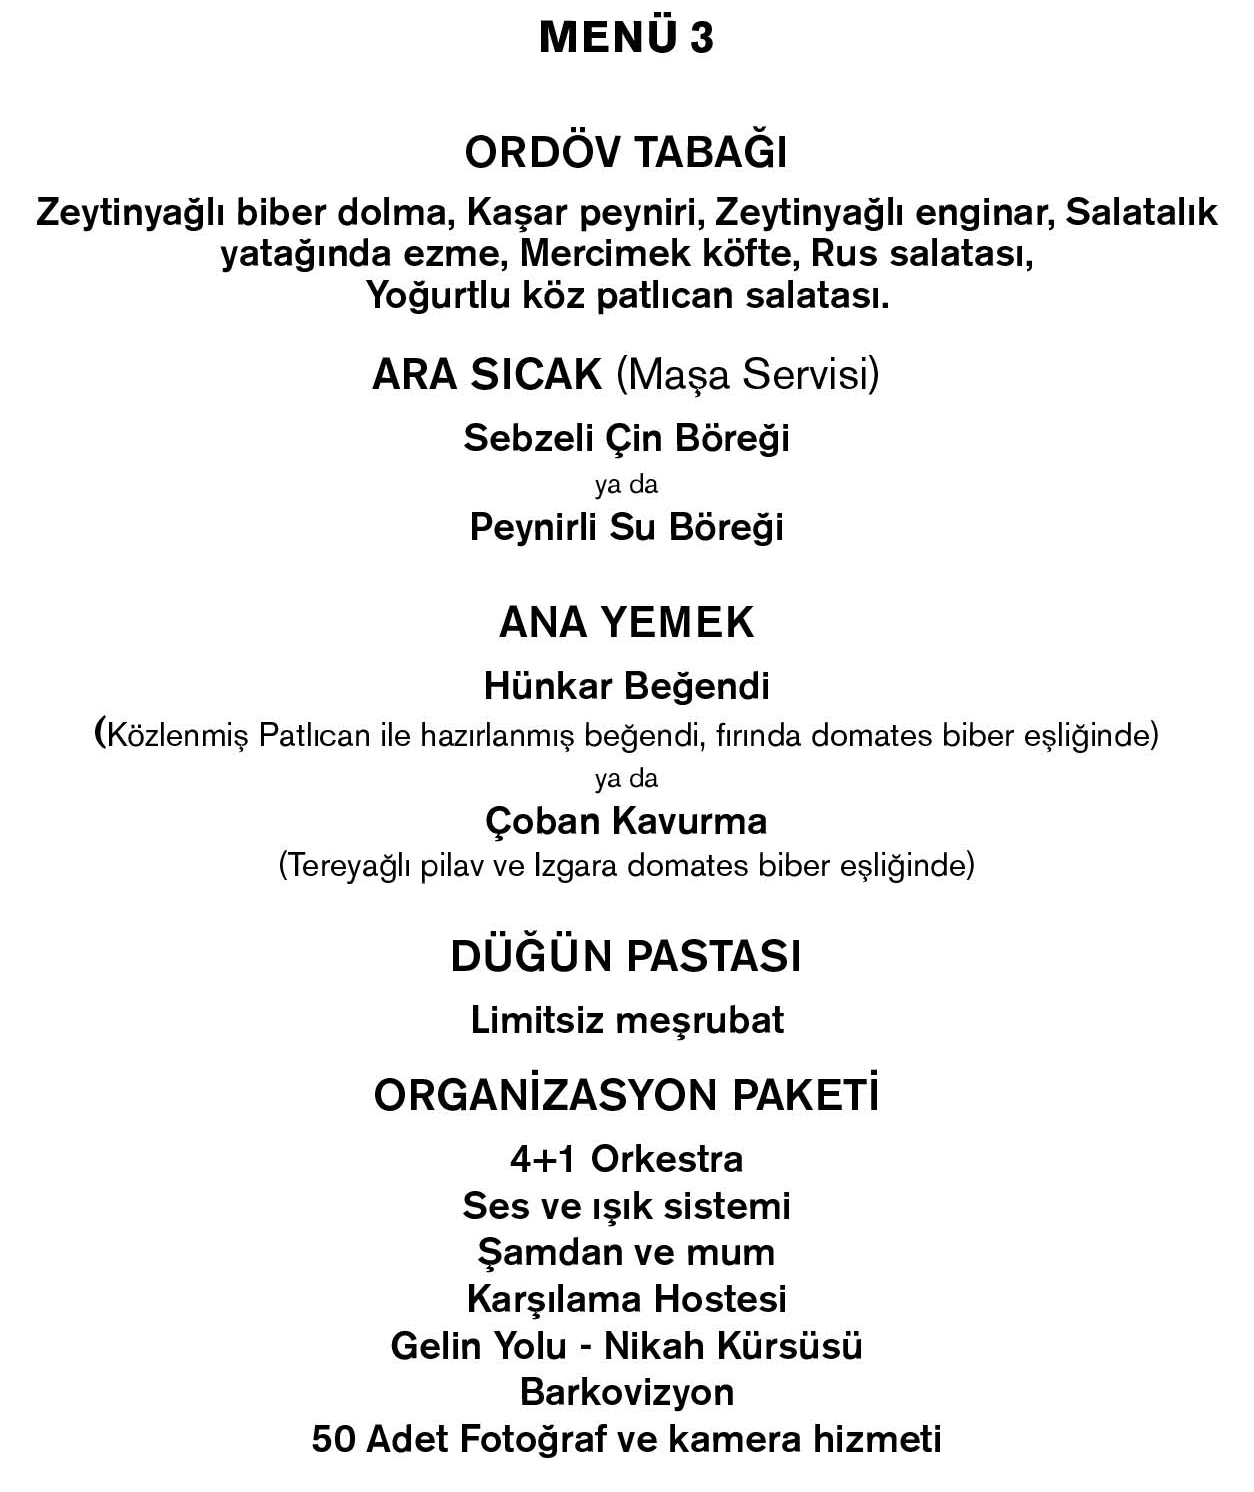 MENÜ 3
ORDÖV TABAĞI
Zeytinyağlı biber dolma, Kaşar peyniri, Zeytinyağlı enginar, Salatalık
yatağında ezme, Mercimek köfte, Rus salatası,
Yoğurtlu köz patlıcan salatası.
ARA SICAK (Maşa Servisi)
Sebzeli Çin Böreği
ya da
Peynirli Su Böreği
ANA YEMEK
Hünkar Beğendi
(Közlenmiş Patlıcan ile hazırlanmış beğendi, fırında domates biber eşliğinde)
ya da
Çoban Kavurma
(Tereyağlı pilav ve Izgara domates biber eşliğinde)
DÜĞÜN PASTASI
Limitsiz meşrubat
ORGANİZASYON PAKETİ
4+1 Orkestra
Ses ve ışık sistemi
Şamdan ve mum
Karşılama Hostesi
Gelin Yolu - Nikah Kürsüsü
Barkovizyon
50 Adet Fotoğraf ve kamera hizmeti